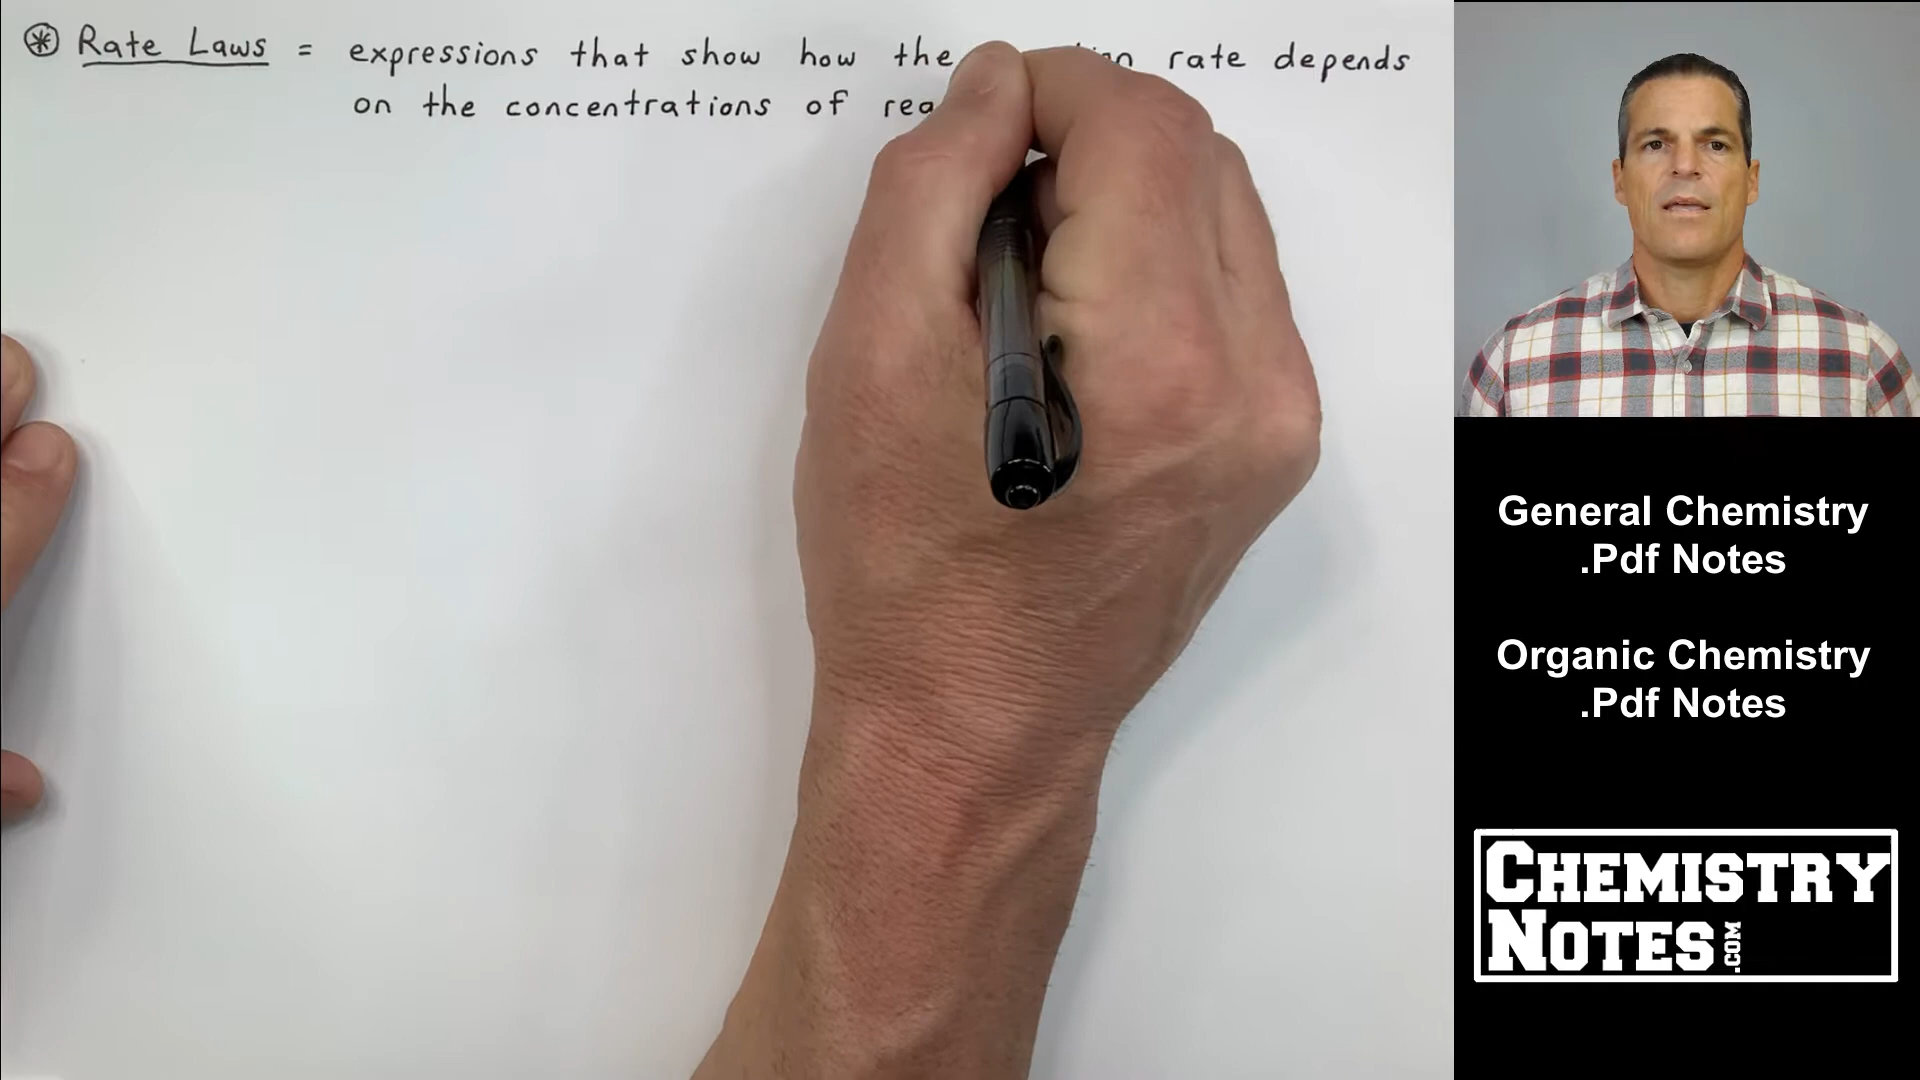 Rate Laws = expressions that show how the rate depends
on the concentrations of
General Chemistry
.Pdf Notes
Organic Chemistry
.Pdf Notes
CHEMISTRY
NOTES.COM